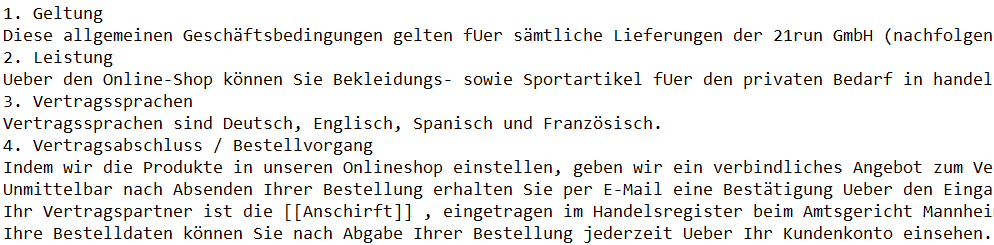 1. Geltung
Diese allgemeinen Geschäftsbedingungen gelten fUer sämtliche Lieferungen der 21run GmbH (nachfolgen
2. Leistung
Ueber den Online-Shop können Sie Bekleidungs- sowie Sportartikel fUer den privaten Bedarf in handel
3. Vertragssprachen
Vertragssprachen sind Deutsch, Englisch, Spanisch und Französisch.
4. Vertragsabschluss / Bestellvorgang
Indem wir die Produkte in unseren Onlineshop einstellen, geben wir ein verbindliches Angebot zum Ve
Unmittelbar nach Absenden Ihrer Bestellung erhalten Sie per E-Mail eine Bestätigung Ueber den Einga
Ihr Vertragspartner ist die [[Anschirft]] , eingetragen im Handelsregister beim Amtsgericht Mannhei
Ihre Bestelldaten können Sie nach Abgabe Ihrer Bestellung jederzeit Ueber Ihr Kundenkonto einsehen.